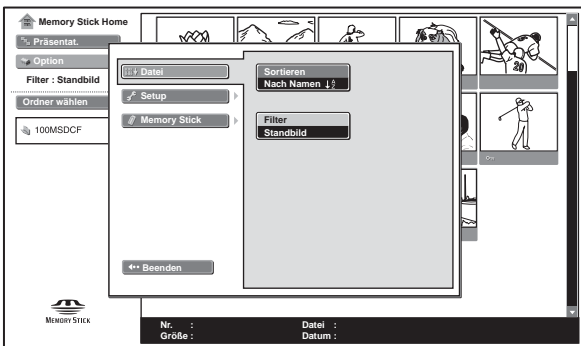 Memory Stick Home
Präsentat.
Option
Filter : Standbild
Ordner wählen
100MSDCF
MEMORY STICK
Datei
Setup
Memory Stick
Beenden
Sortieren
Nach Namen
Filter
Standbild
20
Nr. :
Größe :
Datei :
Datum :